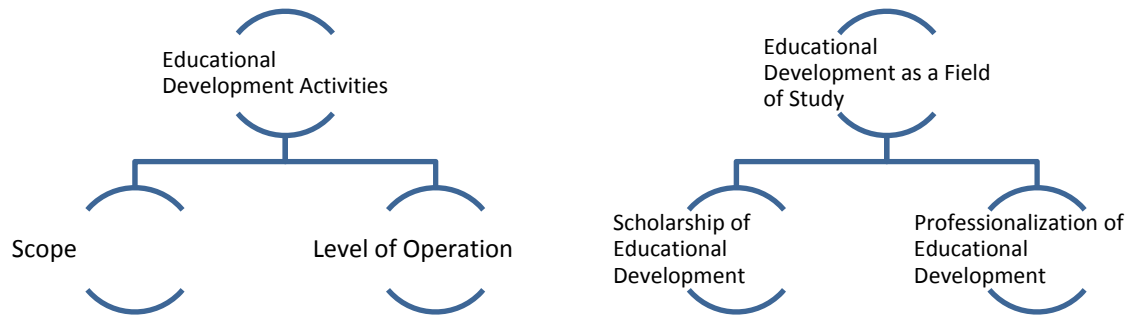 Educational
Development Activities
Scope
Level of Operation
Educational
Development as a Field
of Study
Scholarship of
Educational
Development
Professionalization of
Educational
Development